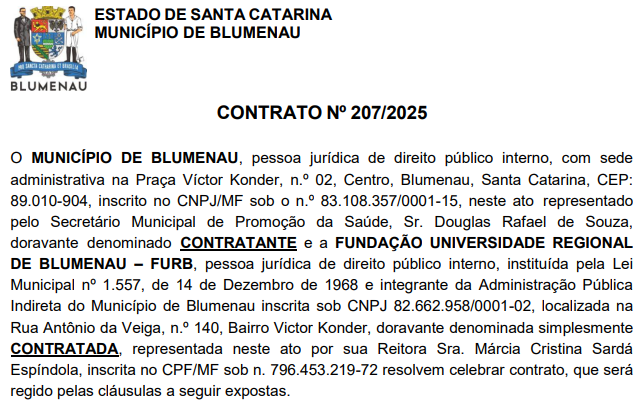 ESTADO DE SANTA CATARINA
MUNICÍPIO DE BLUMENAU
PRO SANCTA CATARINA ET BRASILIA
BLUMENAU
CONTRATO Nº 207/2025
O MUNICÍPIO DE BLUMENAU, pessoa jurídica de direito público interno, com sede
administrativa na Praça Víctor Konder, n.º 02, Centro, Blumenau, Santa Catarina, CEP:
89.010-904, inscrito no CNPJ/MF sob o n.º 83.108.357/0001-15, neste ato representado
pelo Secretário Municipal de Promoção da Saúde, Sr. Douglas Rafael de Souza,
doravante denominado CONTRATANTE e a FUNDAÇÃO UNIVERSIDADE REGIONAL
DE BLUMENAU – FURB, pessoa jurídica de direito público interno, instituída pela Lei
Municipal nº 1.557, de 14 de Dezembro de 1968 e integrante da Administração Pública
Indireta do Município de Blumenau inscrita sob CNPJ 82.662.958/0001-02, localizada na
Rua Antônio da Veiga, n.º 140, Bairro Victor Konder, doravante denominada simplesmente
CONTRATADA, representada neste ato por sua Reitora Sra. Márcia Cristina Sardá
Espíndola, inscrita no CPF/MF sob n. 796.453.219-72 resolvem celebrar contrato, que será
regido pelas cláusulas a seguir expostas.